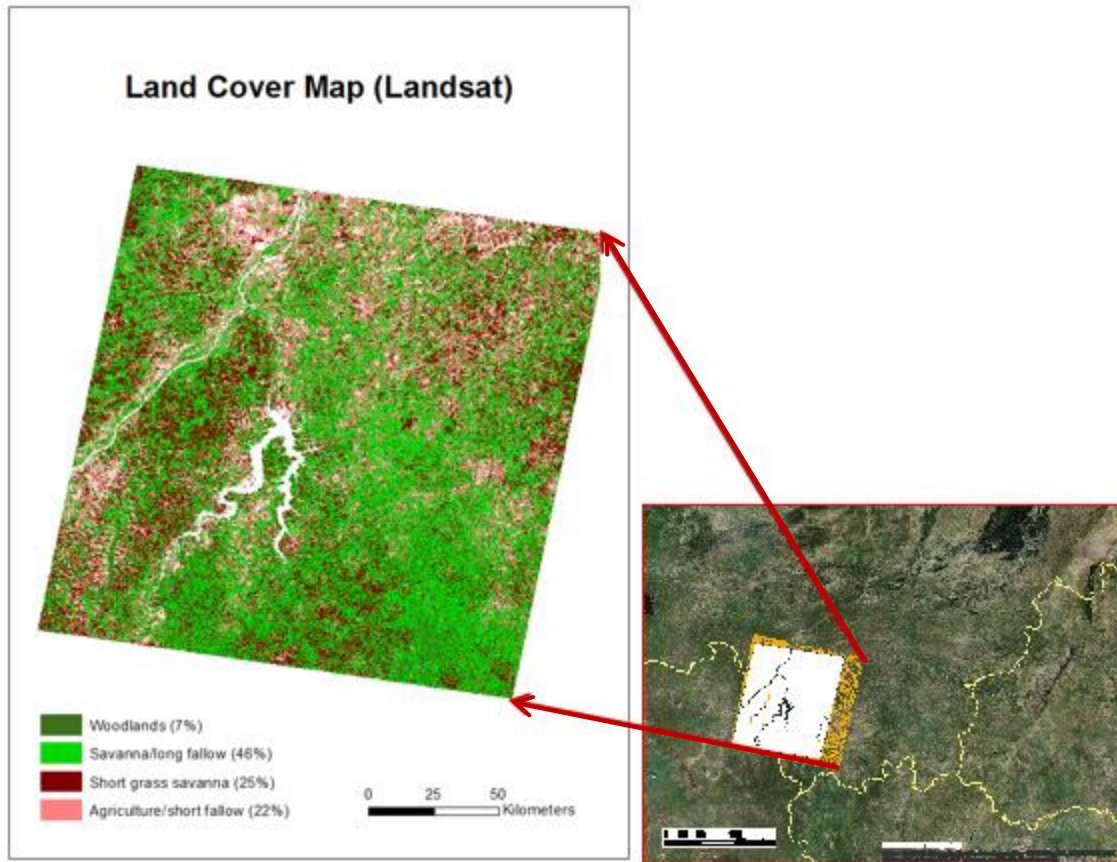 Land Cover Map (Landsat)
Woodlands (7%)
Savanna/long fallow (46%)
Short grass savanna (25%)
Agriculture/short fallow (22%)
0 25 50
Kilometers